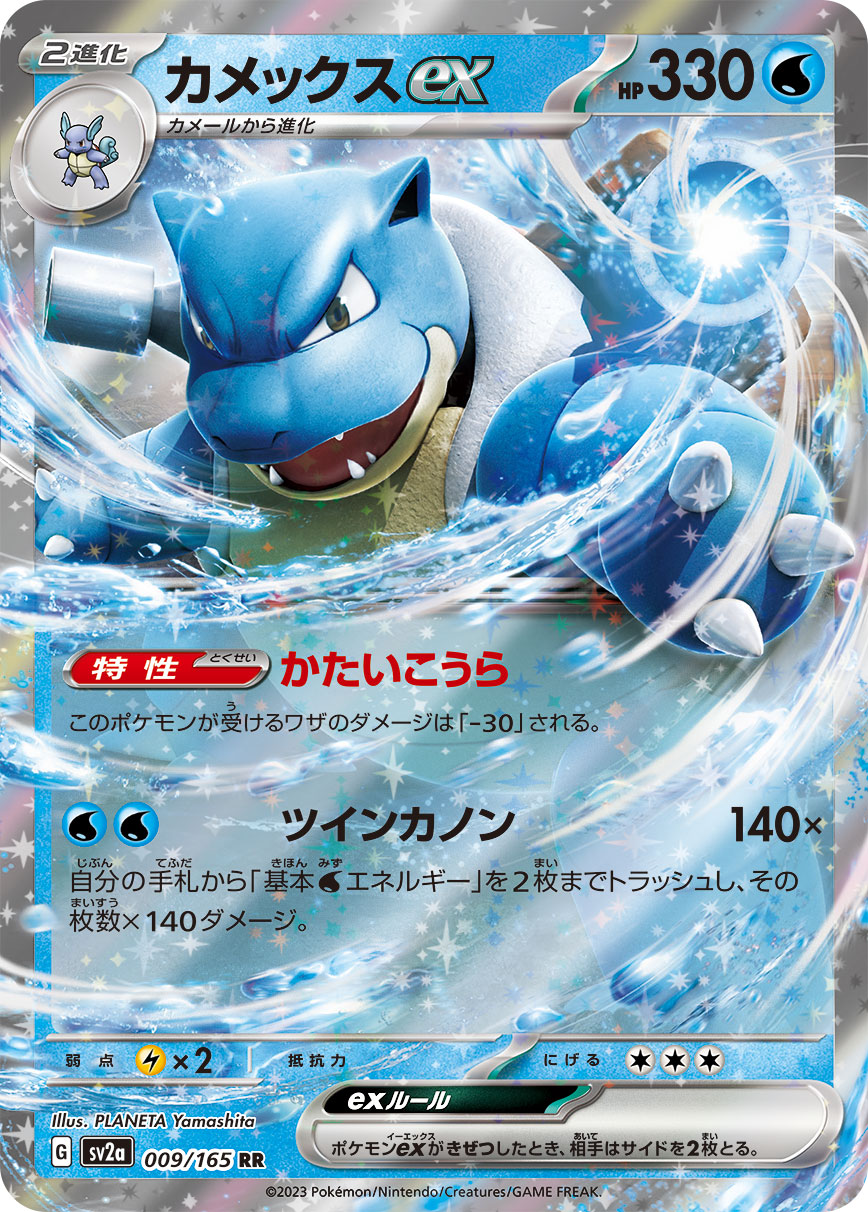 2進化
カメックスex
HP330
カメールから進化
特性 とくせい かたいこうら
このポケモンが受けるワザのダメージは「-30」される。
う
ツインカノン 140×
じぶん てふだ きほん みず まい
自分の手札から「基本エネルギー」を2枚までトラッシュし、その
まいすう
枚数×140ダメージ。
弱点 ×2 抵抗力 にげる
exルール
イーエックス あいて まい
ポケモンexがきぜつしたとき、相手はサイドを2枚とる。
Illus. PLANETA Yamashita
G sv2a 009/165 RR
©2023 Pokémon/Nintendo/Creatures/GAME FREAK.